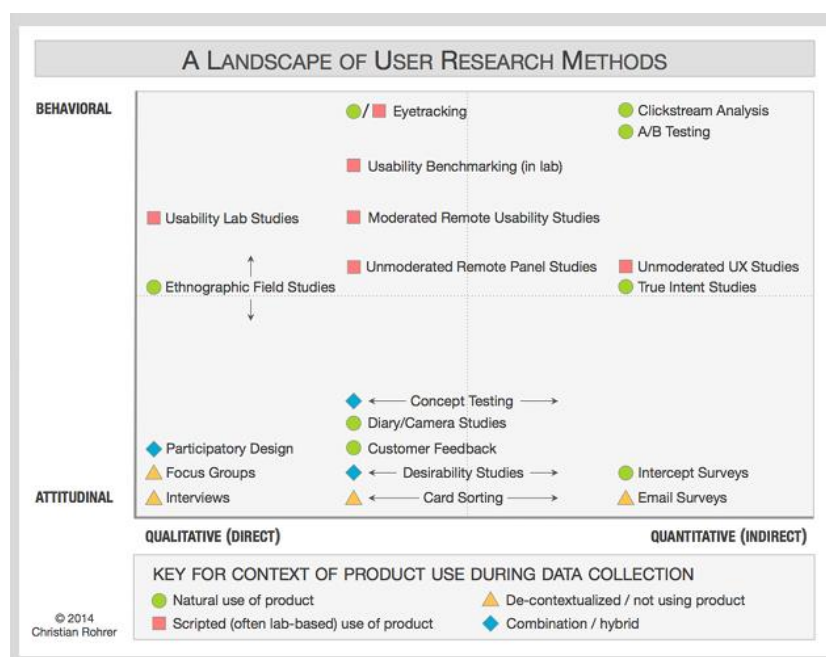 A LANDSCAPE OF USER RESEARCH METHODS
BEHAVIORAL
/ Eyetracking
Clickstream Analysis
A/B Testing
Usability Benchmarking (in lab)
Usability Lab Studies
Moderated Remote Usability Studies
Unmoderated Remote Panel Studies
Unmoderated UX Studies
Ethnographic Field Studies
True Intent Studies
Concept Testing
Diary/Camera Studies
Participatory Design
Customer Feedback
Focus Groups
Desirability Studies
Intercept Surveys
ATTITUDINAL
Interviews
Card Sorting
Email Surveys
QUALITATIVE (DIRECT)
QUANTITATIVE (INDIRECT)
KEY FOR CONTEXT OF PRODUCT USE DURING DATA COLLECTION
Natural use of product
De-contextualized / not using product
Scripted (often lab-based) use of product
Combination / hybrid
© 2014
Christian Rohrer